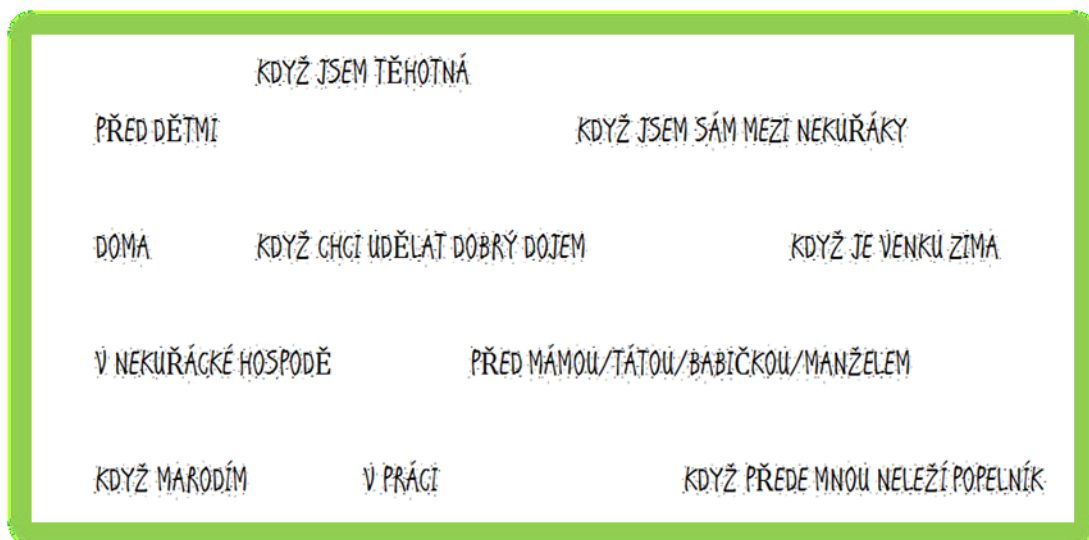 KDYŽ JSEM TĚHOTNÁ
PŘED DĚTMI KDYŽ JSEM SÁM MEZI NEKUŘÁKY
DOMA KDYŽ CHCI UDĚLAT DOBRÝ DOJEM KDYŽ JE VENKU ZIMA
V NEKUŘÁCKÉ HOSPODĚ PŘED MÁMOU/TÁTOU/BABIČKOU/MANŽELEM
KDYŽ MARODÍM V PRÁCI KDYŽ PŘEDE MNOU NELEŽÍ POPELNÍK